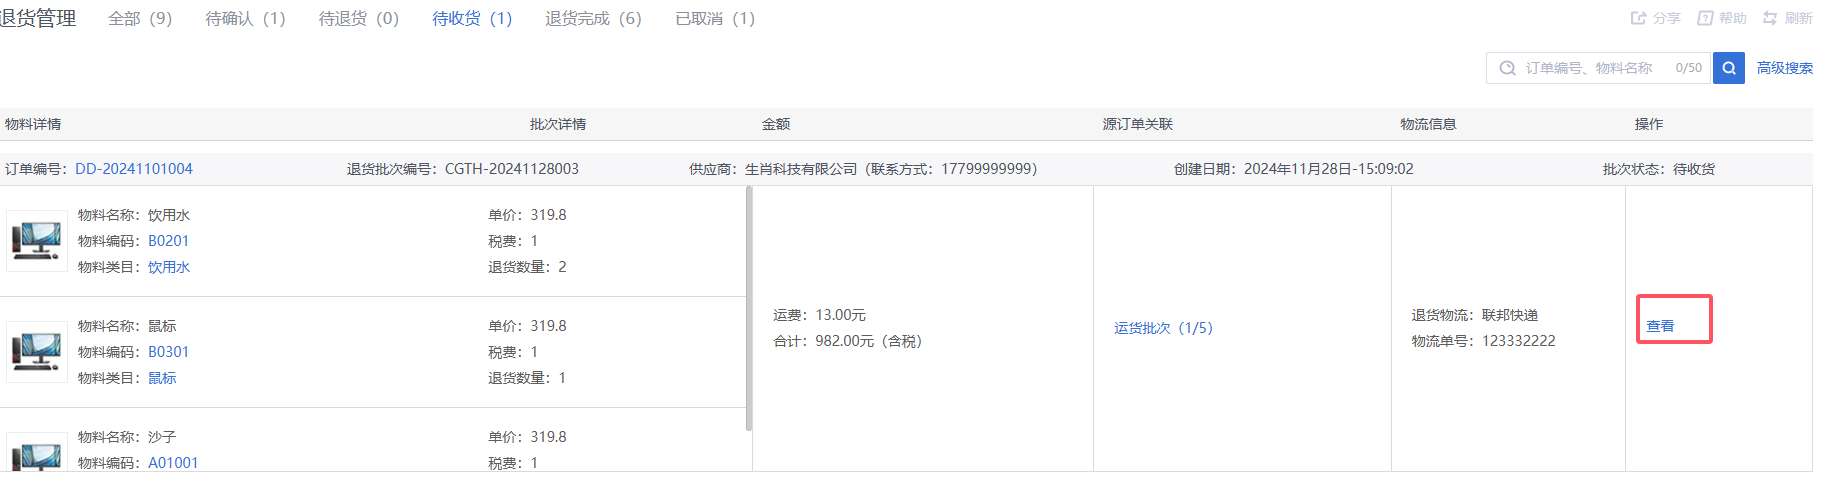 退货管理 全部（9） 待确认（1） 待退货（0） 待收货（1） 退货完成（6） 已取消（1） 分享 帮助 刷新
订单编号、物料名称 0/50 高级搜索
物料详情 批次详情 金额 源订单关联 物流信息 操作
订单编号：DD-20241101004 退货批次编号：CGTH-20241128003 供应商：生肖科技有限公司（联系方式：17799999999） 创建日期：2024年11月28日-15:09:02 批次状态：待收货
物料名称：饮用水 单价：319.8
物料编码：B0201 税费：1
物料类目：饮用水 退货数量：2
物料名称：鼠标 单价：319.8
物料编码：B0301 税费：1
物料类目：鼠标 退货数量：1
物料名称：沙子 单价：319.8
物料编码：A01001 税费：1
运费：13.00元
合计：982.00元（含税）
运货批次（1/5）
退货物流：联邦快递
物流单号：123332222
查看